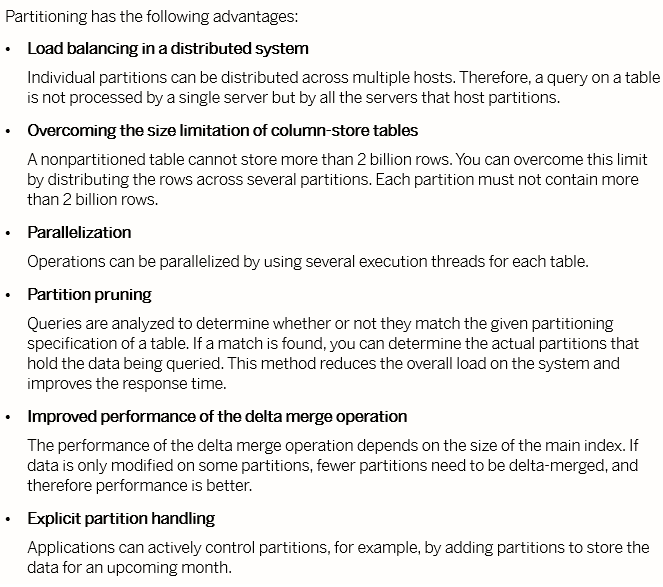 Partitioning has the following advantages:
• Load balancing in a distributed system
Individual partitions can be distributed across multiple hosts. Therefore, a query on a table
is not processed by a single server but by all the servers that host partitions.
• Overcoming the size limitation of column-store tables
A nonpartitioned table cannot store more than 2 billion rows. You can overcome this limit
by distributing the rows across several partitions. Each partition must not contain more
than 2 billion rows.
• Parallelization
Operations can be parallelized by using several execution threads for each table.
• Partition pruning
Queries are analyzed to determine whether or not they match the given partitioning
specification of a table. If a match is found, you can determine the actual partitions that
hold the data being queried. This method reduces the overall load on the system and
improves the response time.
• Improved performance of the delta merge operation
The performance of the delta merge operation depends on the size of the main index. If
data is only modified on some partitions, fewer partitions need to be delta-merged, and
therefore performance is better.
• Explicit partition handling
Applications can actively control partitions, for example, by adding partitions to store the
data for an upcoming month.